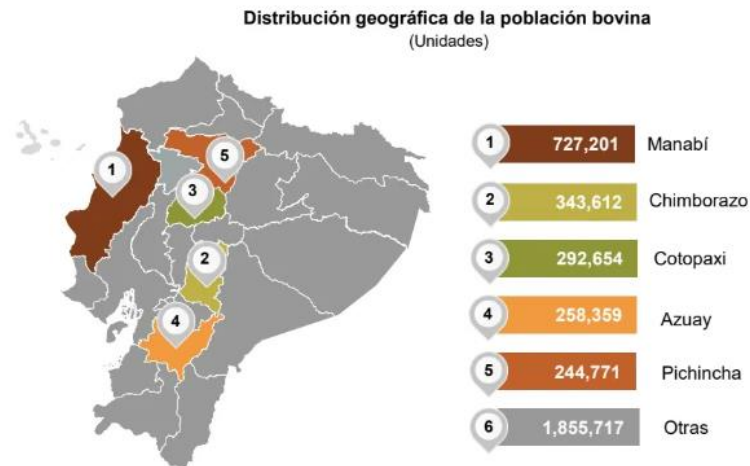 Distribución geográfica de la población bovina
(Unidades)
1
5
3
2
4
1 727,201 Manabí
2 343,612 Chimborazo
3 292,654 Cotopaxi
4 258,359 Azuay
5 244,771 Pichincha
6 1,855,717 Otras